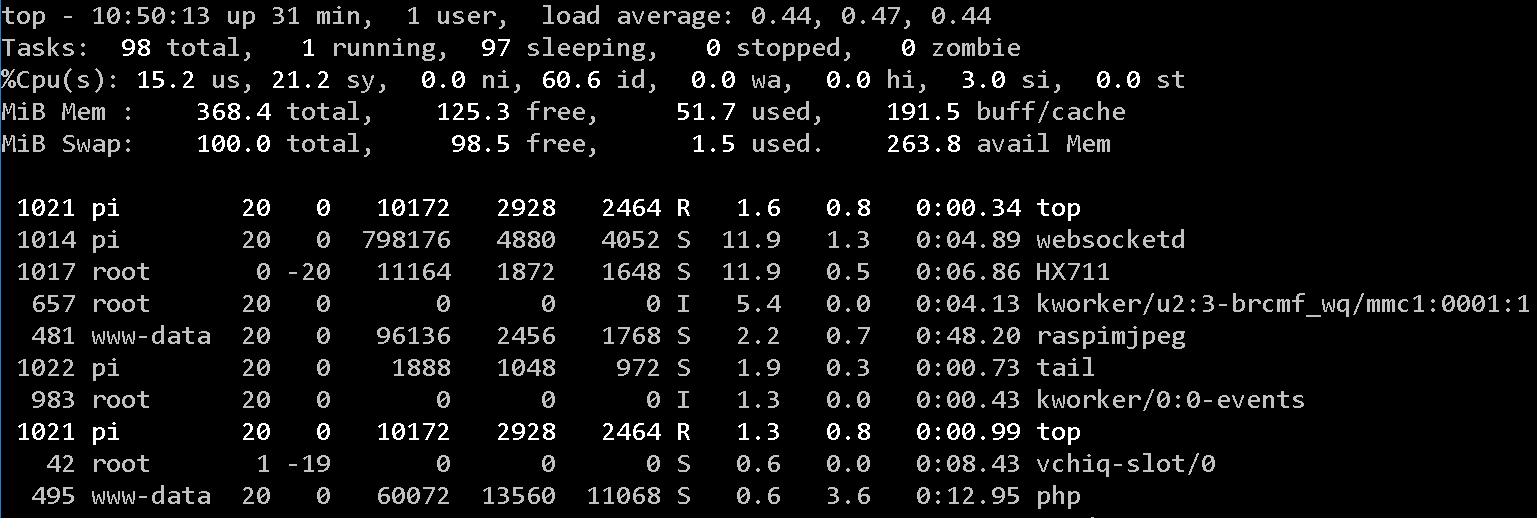 top - 10:50:13 up 31 min,  1 user,  load average: 0.44, 0.47, 0.44
Tasks:  98 total,   1 running,  97 sleeping,   0 stopped,   0 zombie
%Cpu(s): 15.2 us, 21.2 sy,  0.0 ni, 60.6 id,  0.0 wa,  0.0 hi,  3.0 si,  0.0 st
MiB Mem :    368.4 total,    125.3 free,     51.7 used,    191.5 buff/cache
MiB Swap:    100.0 total,     98.5 free,      1.5 used.    263.8 avail Mem
 1021 pi        20   0   10172   2928   2464 R   1.6   0.8   0:00.34 top
 1014 pi        20   0  798176   4880   4052 S  11.9   1.3   0:04.89 websocketd
 1017 root       0 -20   11164   1872   1648 S  11.9   0.5   0:06.86 HX711
  657 root      20   0       0      0      0 I   5.4   0.0   0:04.13 kworker/u2:3-brcmf_wq/mmc1:0001:1
  481 www-data  20   0   96136   2456   1768 S   2.2   0.7   0:48.20 raspimjpeg
 1022 pi        20   0    1888   1048    972 S   1.9   0.3   0:00.73 tail
  983 root      20   0       0      0      0 I   1.3   0.0   0:00.43 kworker/0:0-events
 1021 pi        20   0   10172   2928   2464 R   1.3   0.8   0:00.99 top
   42 root       1 -19       0      0      0 S   0.6   0.0   0:08.43 vchiq-slot/0
  495 www-data  20   0   60072  13560  11068 S   0.6   3.6   0:12.95 php